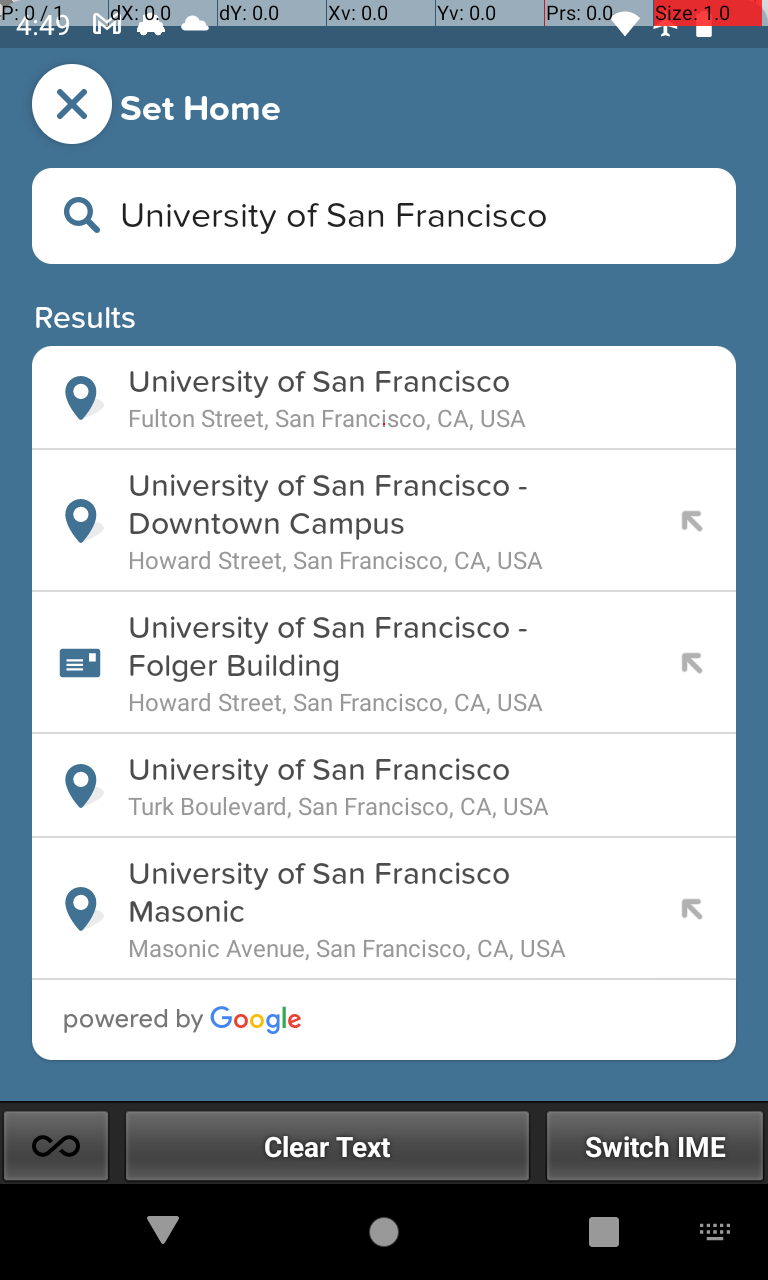 P: 0 / 1 dX: 0.0 dY: 0.0 Xv: 0.0 Yv: 0.0 Prs: 0.0 Size: 1.0
4:49
Set Home
University of San Francisco
Results
University of San Francisco
Fulton Street, San Francisco, CA, USA
University of San Francisco -
Downtown Campus
Howard Street, San Francisco, CA, USA
University of San Francisco -
Folger Building
Howard Street, San Francisco, CA, USA
University of San Francisco
Turk Boulevard, San Francisco, CA, USA
University of San Francisco
Masonic
Masonic Avenue, San Francisco, CA, USA
powered by Google
Clear Text Switch IME